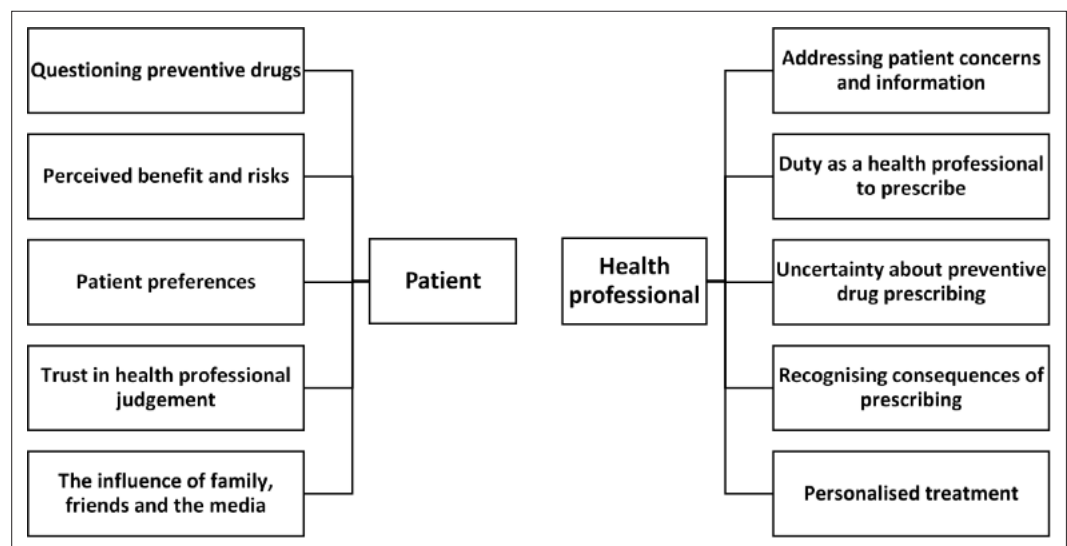 Questioning preventive drugs
Perceived benefit and risks
Patient preferences
Trust in health professional
judgement
The influence of family,
friends and the media
Patient
Health
professional
Addressing patient concerns
and information
Duty as a health professional
to prescribe
Uncertainty about preventive
drug prescribing
Recognising consequences of
prescribing
Personalised treatment